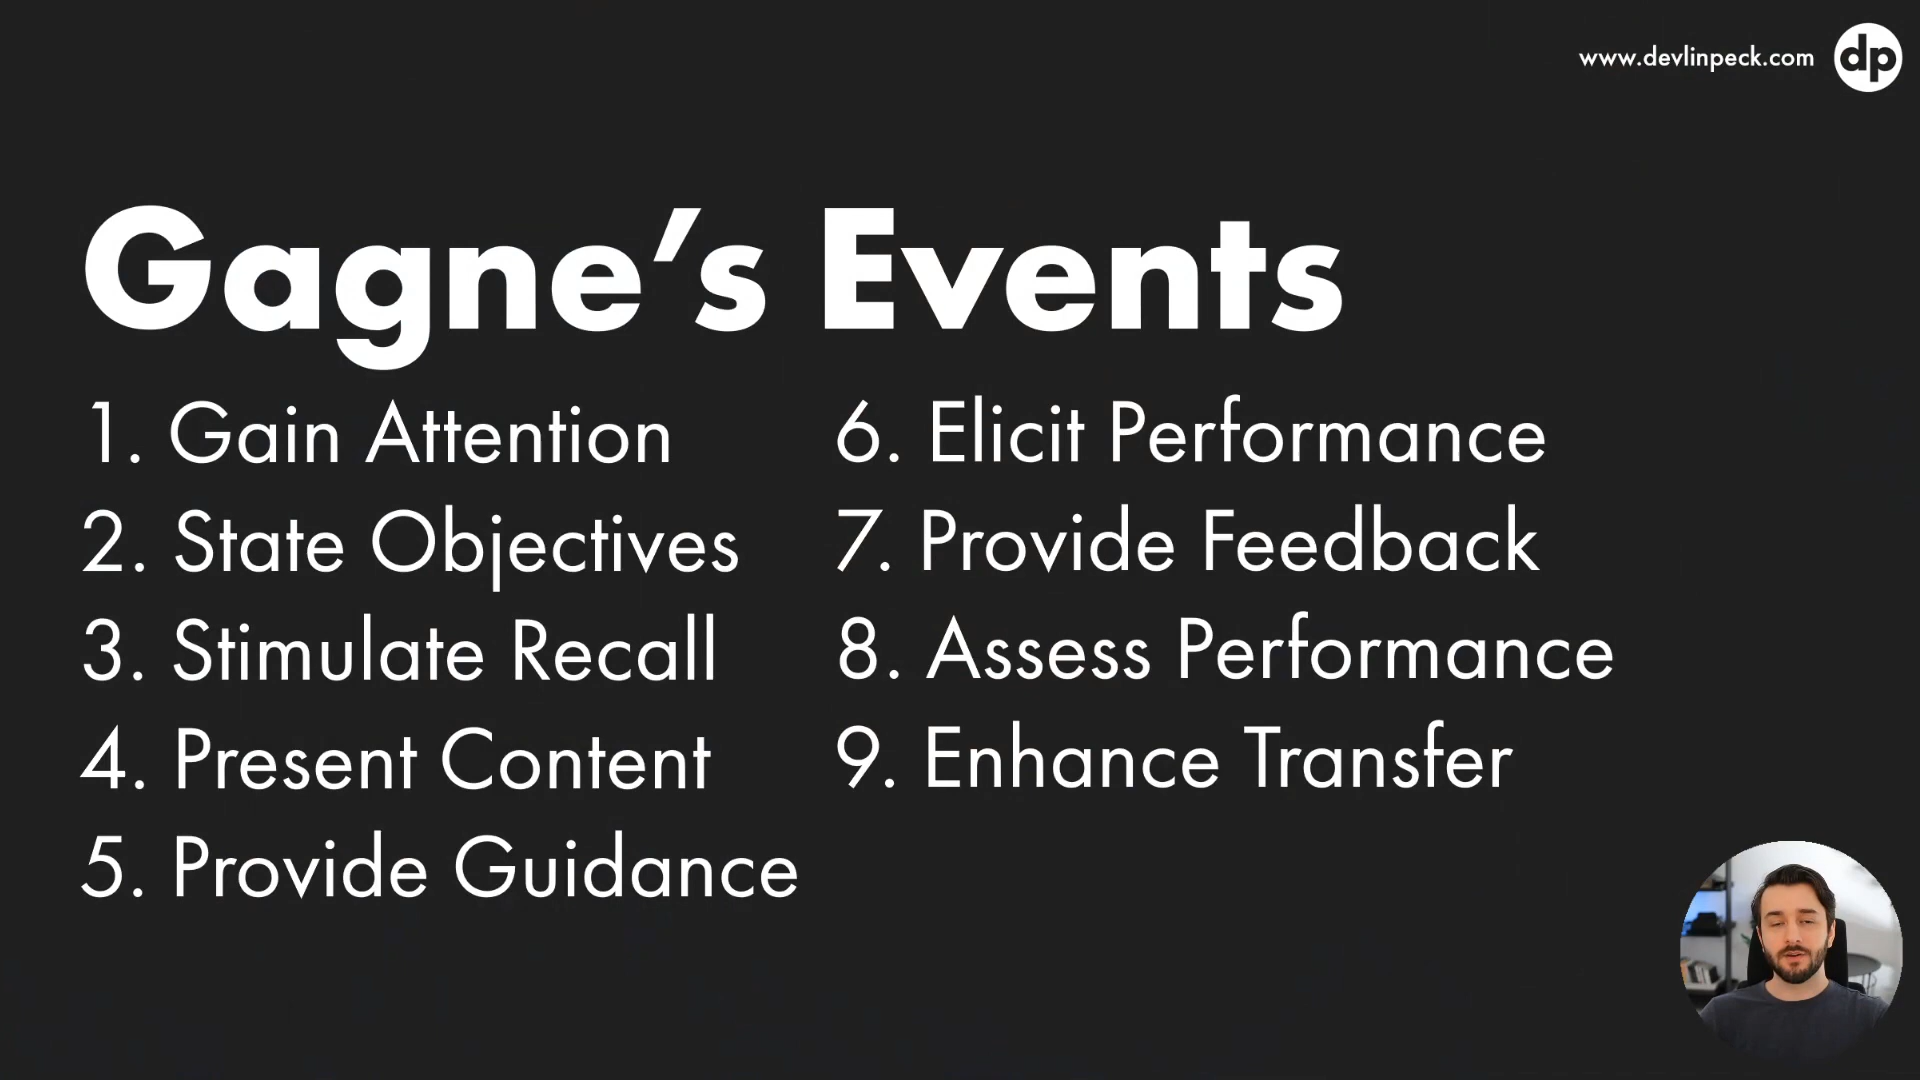 www.devlinpeck.com dp
Gagne’s Events
1. Gain Attention
2. State Objectives
3. Stimulate Recall
4. Present Content
5. Provide Guidance
6. Elicit Performance
7. Provide Feedback
8. Assess Performance
9. Enhance Transfer